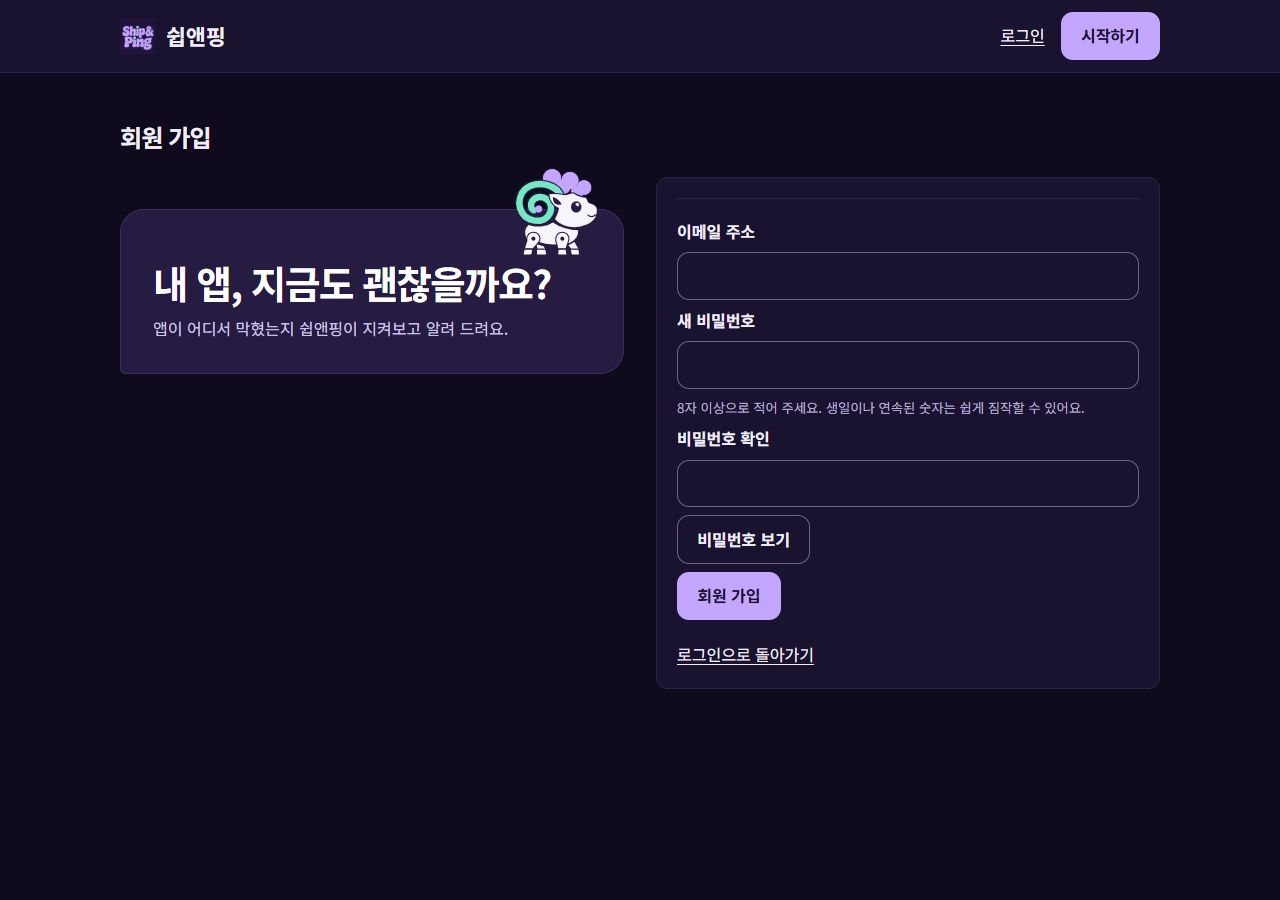 Ship&
Ping
쉽앤핑
로그인
시작하기
회원 가입
내 앱, 지금도 괜찮을까요?
앱이 어디서 막혔는지 쉽앤핑이 지켜보고 알려 드려요.
이메일 주소
새 비밀번호
8자 이상으로 적어 주세요. 생일이나 연속된 숫자는 쉽게 짐작할 수 있어요.
비밀번호 확인
비밀번호 보기
회원 가입
로그인으로 돌아가기